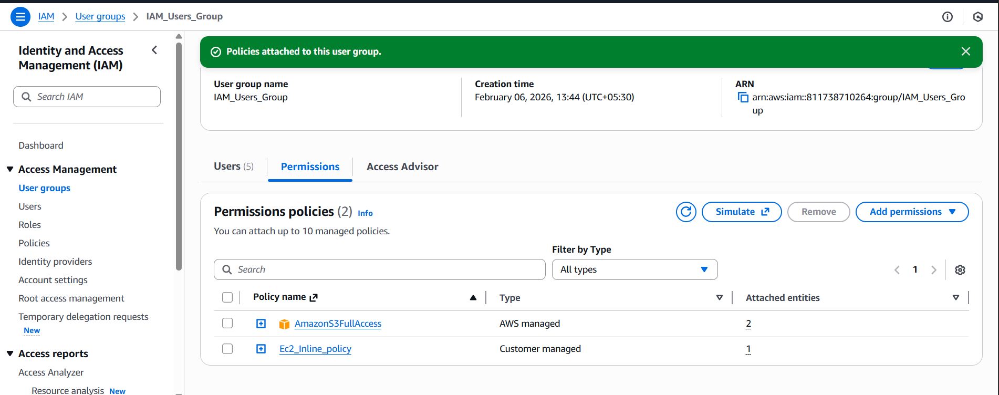 IAM > User groups > IAM_Users_Group
Identity and Access
Management (IAM)
Search IAM
Dashboard
Access Management
User groups
Users
Roles
Policies
Identity providers
Account settings
Root access management
Temporary delegation requests
New
Access reports
Access Analyzer
Resource analysis New
Policies attached to this user group.
User group name
IAM_Users_Group
Creation time
February 06, 2026, 13:44 (UTC+05:30)
ARN
arn:aws:iam::811738710264:group/IAM_Users_Gro
up
Users (5) Permissions Access Advisor
Permissions policies (2) Info
Simulate Remove Add permissions
You can attach up to 10 managed policies.
Filter by Type
Search All types 1
Policy name Type Attached entities
AmazonS3FullAccess AWS managed 2
Ec2_Inline_policy Customer managed 1